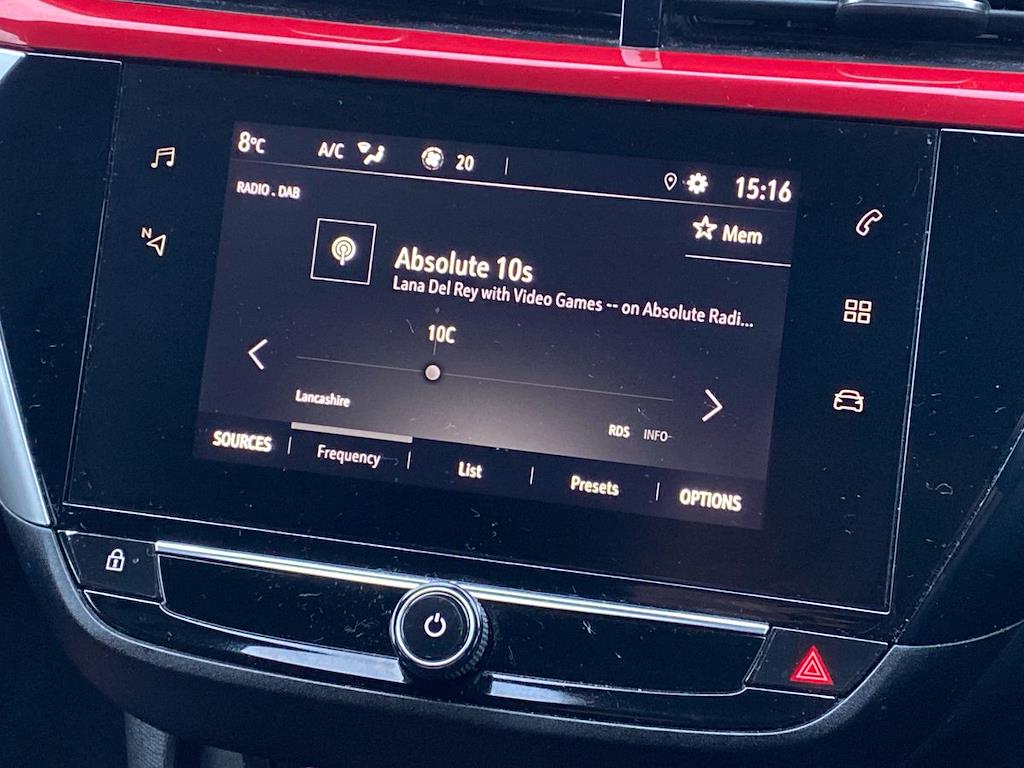 8°C A/C 20 15:16
RADIO . DAB
Mem
Absolute 10s
Lana Del Rey with Video Games -- on Absolute Radi...
10C
Lancashire
RDS INFO
SOURCES Frequency List Presets OPTIONS
N